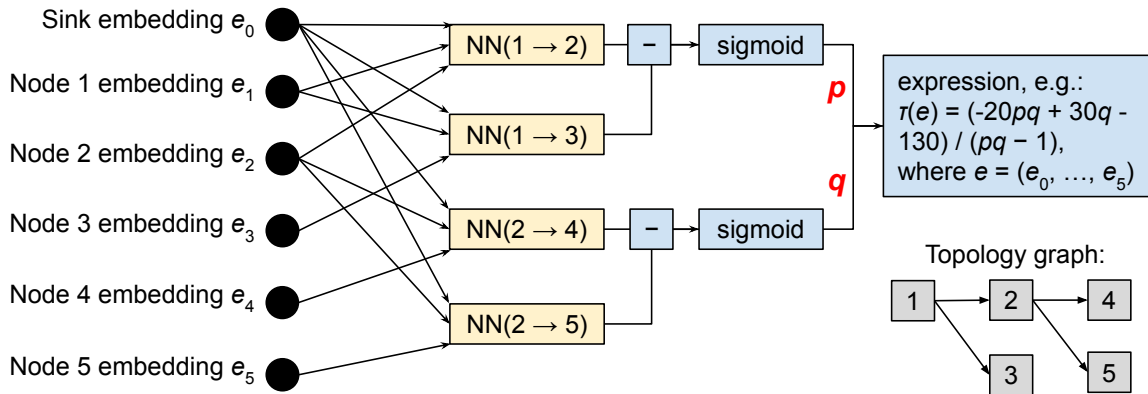 Sink embedding e0
Node 1 embedding e1
Node 2 embedding e2
Node 3 embedding e3
Node 4 embedding e4
Node 5 embedding e5
NN(1 → 2)
NN(1 → 3)
NN(2 → 4)
NN(2 → 5)
−
sigmoid
−
sigmoid
p
q
expression, e.g.:
τ(e) = (-20pq + 30q -
130) / (pq − 1),
where e = (e0, …, e5)
Topology graph:
1
2
4
3
5